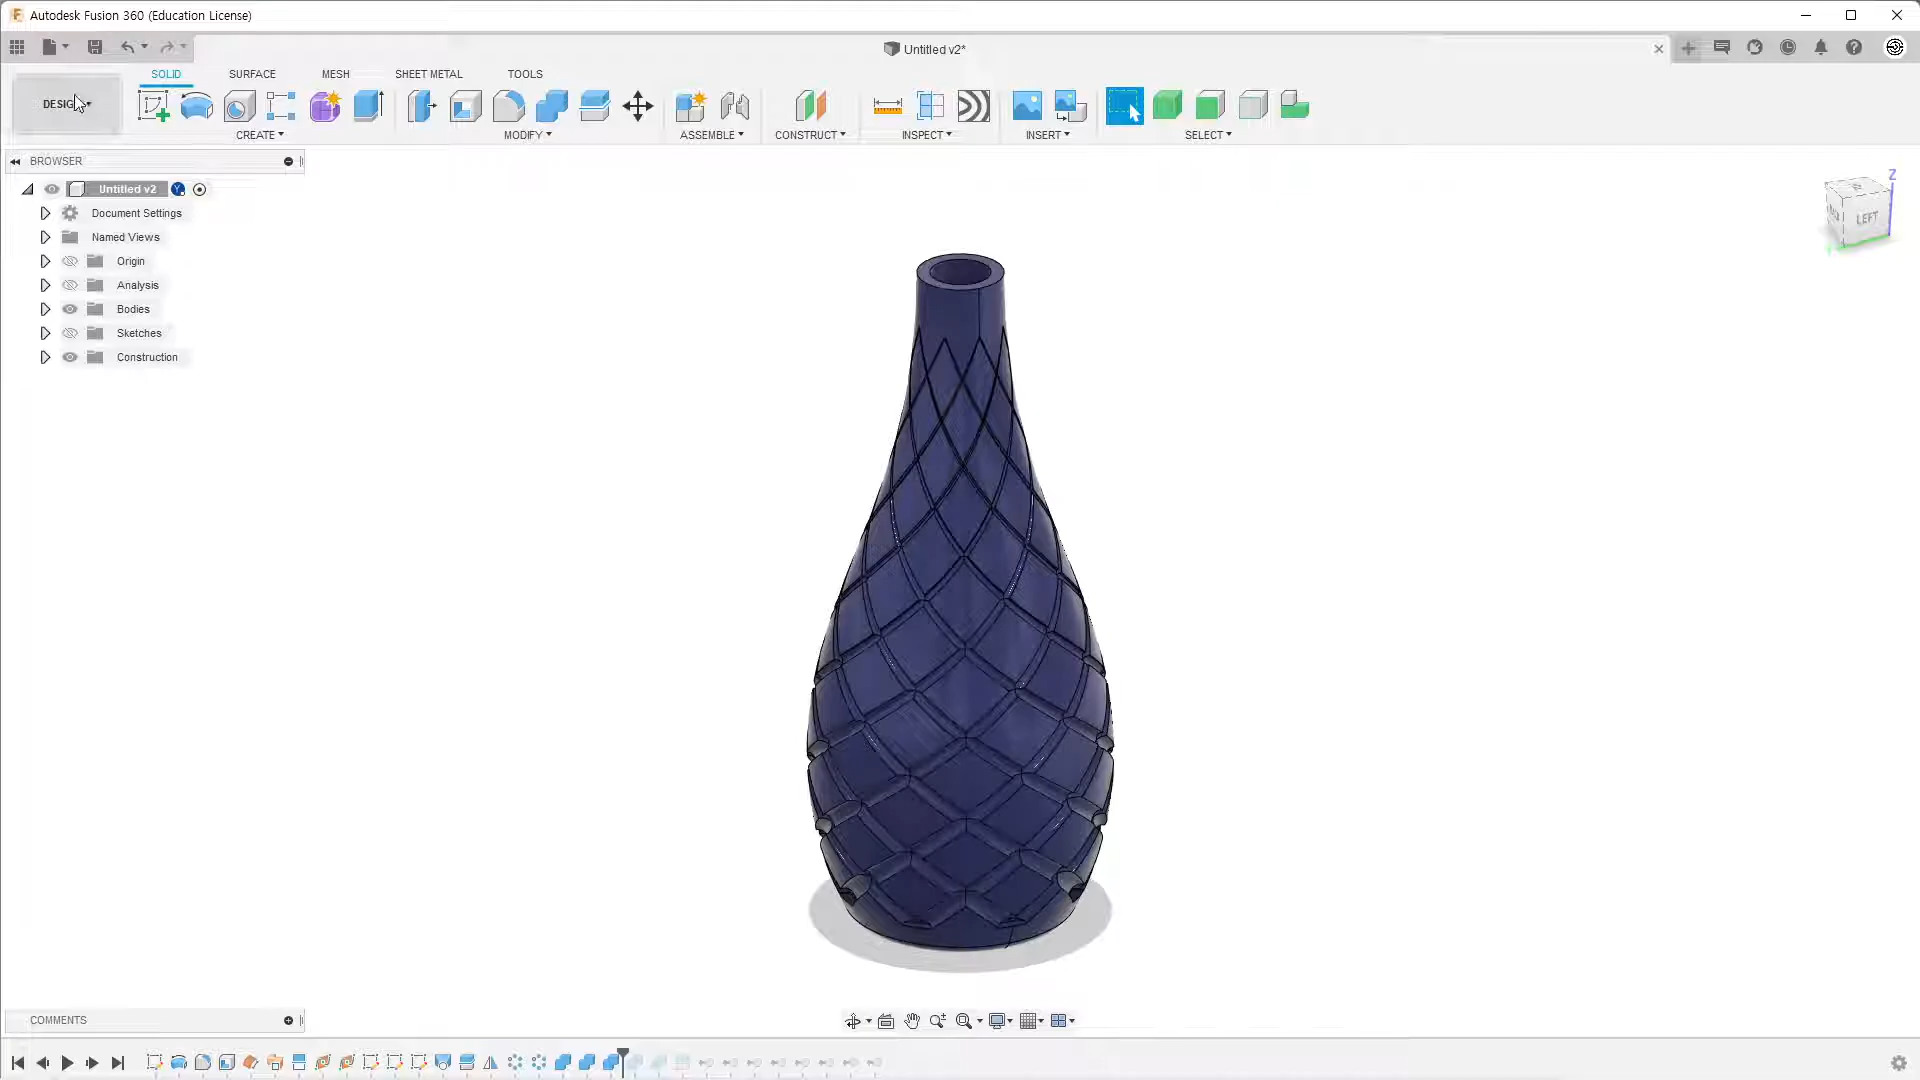 Autodesk Fusion 360 (Education License)
Untitled v2*
SOLID SURFACE MESH SHEET METAL TOOLS
DESIGN
CREATE MODIFY ASSEMBLE CONSTRUCT INSPECT INSERT SELECT
BROWSER
Untitled v2
Document Settings
Named Views
Origin
Analysis
Bodies
Sketches
Construction
Z
LEFT
COMMENTS